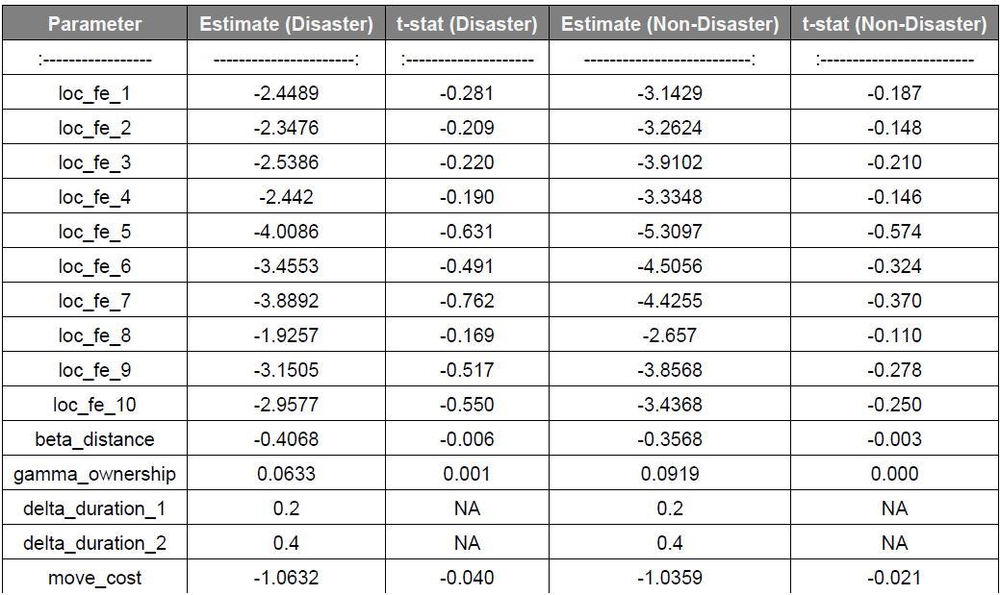 Parameter Estimate (Disaster) t-stat (Disaster) Estimate (Non-Disaster) t-stat (Non-Disaster)
:----------------- ----------------------: :-------------------- --------------------------: :------------------------
loc_fe_1 -2.4489 -0.281 -3.1429 -0.187
loc_fe_2 -2.3476 -0.209 -3.2624 -0.148
loc_fe_3 -2.5386 -0.220 -3.9102 -0.210
loc_fe_4 -2.442 -0.190 -3.3348 -0.146
loc_fe_5 -4.0086 -0.631 -5.3097 -0.574
loc_fe_6 -3.4553 -0.491 -4.5056 -0.324
loc_fe_7 -3.8892 -0.762 -4.4255 -0.370
loc_fe_8 -1.9257 -0.169 -2.657 -0.110
loc_fe_9 -3.1505 -0.517 -3.8568 -0.278
loc_fe_10 -2.9577 -0.550 -3.4368 -0.250
beta_distance -0.4068 -0.006 -0.3568 -0.003
gamma_ownership 0.0633 0.001 0.0919 0.000
delta_duration_1 0.2 NA 0.2 NA
delta_duration_2 0.4 NA 0.4 NA
move_cost -1.0632 -0.040 -1.0359 -0.021